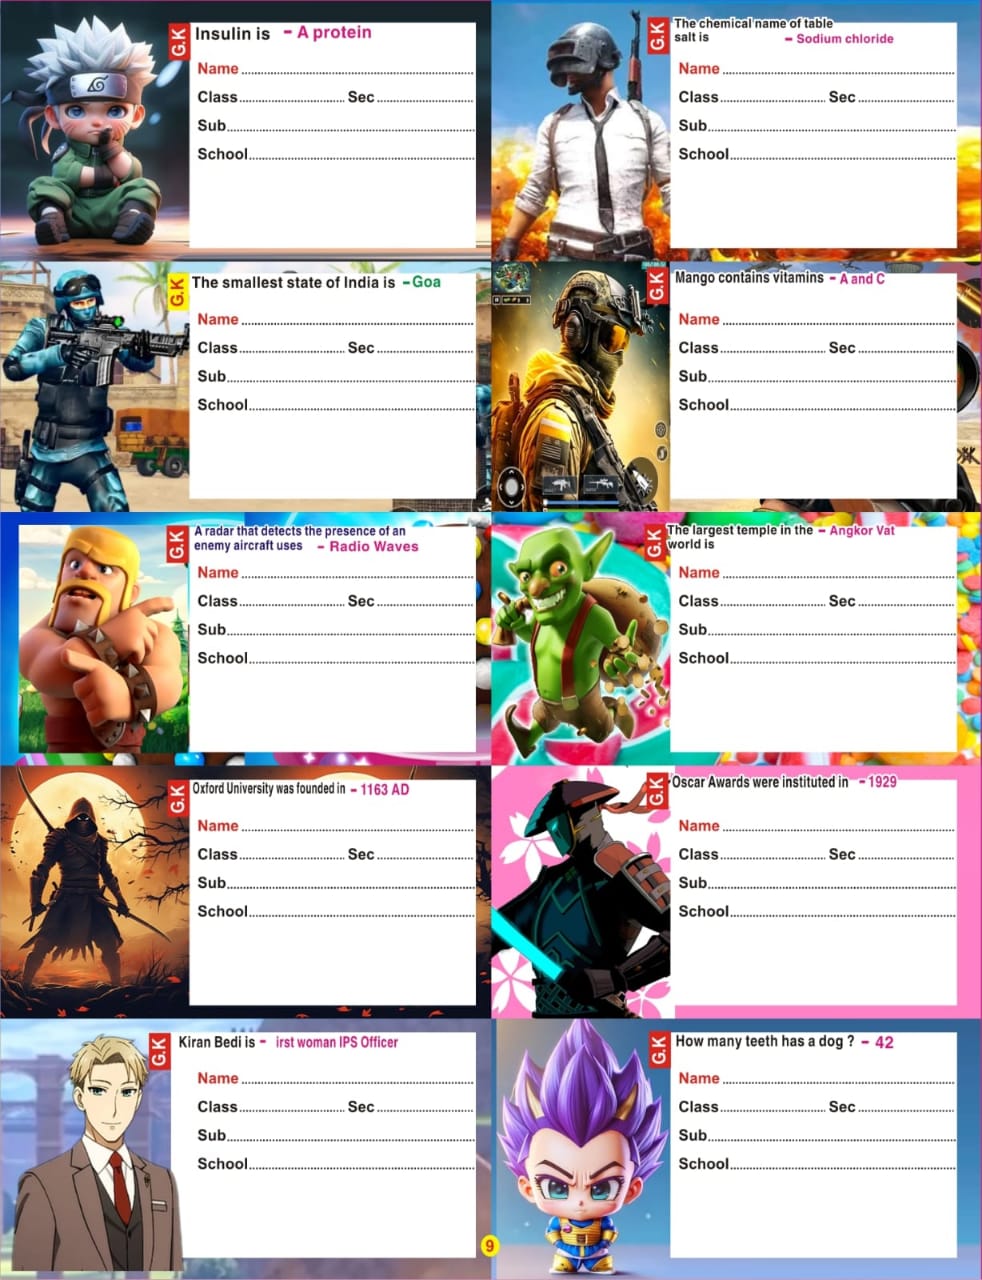 G.K
Insulin is - A protein
Name
Class Sec
Sub
School
G.K
The chemical name of table
salt is - Sodium chloride
Name
Class Sec
Sub
School
G.K
The smallest state of India is - Goa
Name
Class Sec
Sub
School
G.K
Mango contains vitamins - A and C
Name
Class Sec
Sub
School
G.K
A radar that detects the presence of an
enemy aircraft uses - Radio Waves
Name
Class Sec
Sub
School
G.K
The largest temple in the - Angkor Vat
world is
Name
Class Sec
Sub
School
G.K
Oxford University was founded in - 1163 AD
Name
Class Sec
Sub
School
G.K
Oscar Awards were instituted in - 1929
Name
Class Sec
Sub
School
G.K
Kiran Bedi is - irst woman IPS Officer
Name
Class Sec
Sub
School
G.K
How many teeth has a dog ? - 42
Name
Class Sec
Sub
School
9